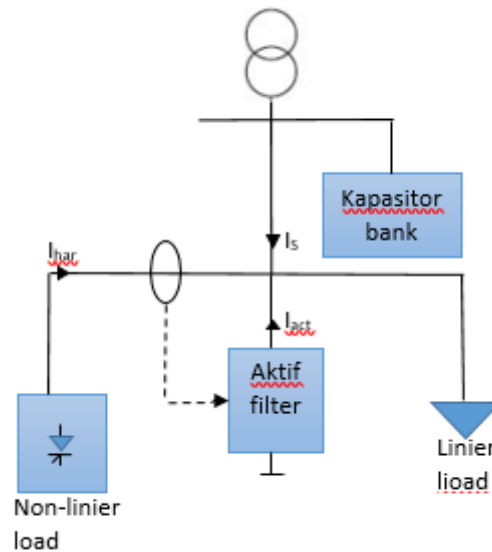 Kapasitor
bank
Is
Ihar
Iact
Aktif
filter
Linier
lioad
Non-linier
load